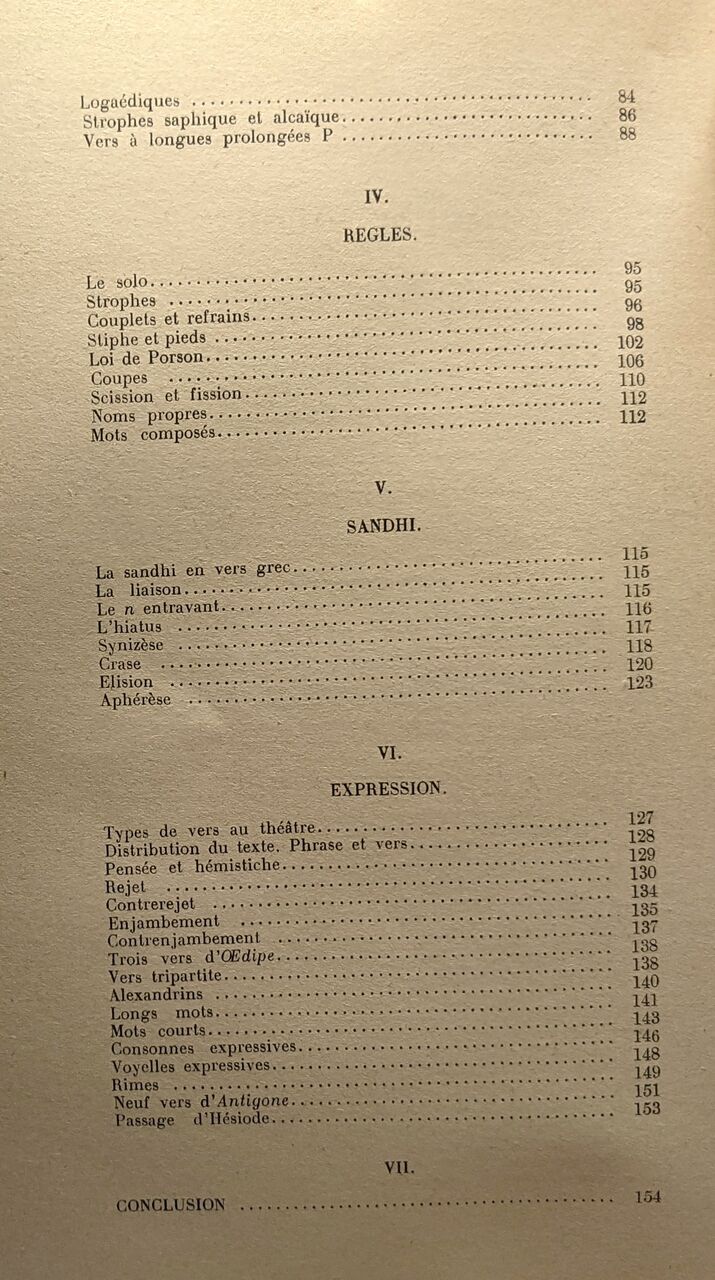 Logaédiques ........................................ 84
Strophes saphique et alcaïque........................ 86
Vers à longues prolongées P ........................ 88
IV.
REGLES.
Le solo........................................ 95
Strophes ........................................ 95
Couplets et refrains........................................ 96
Stiphe et pieds ........................................ 98
Loi de Porson........................................ 102
Coupes ........................................ 106
Scission et fission........................................ 110
Noms propres........................................ 112
Mots composés........................................ 112
V.
SANDHI.
La sandhi en vers grec........................................ 115
La liaison........................................ 115
Le n entravant........................................ 115
L'hiatus ........................................ 116
Synizèse ........................................ 117
Crase ........................................ 118
Elision ........................................ 120
Aphérèse ........................................ 123
VI.
EXPRESSION.
Types de vers au théâtre........................................ 127
Distribution du texte. Phrase et vers........................ 128
Pensée et hémistiche........................................ 129
Rejet ........................................ 130
Contrerejet ........................................ 134
Enjambement ........................................ 135
Contrenjambement ........................................ 137
Trois vers d'Œdipe........................................ 138
Vers tripartite........................................ 138
Alexandrins ........................................ 140
Longs mots........................................ 141
Mots courts........................................ 143
Consonnes expressives........................................ 146
Voyelles expressives........................................ 148
Rimes ........................................ 149
Neuf vers d'Antigone........................................ 151
Passage d'Hésiode........................................ 153
VII.
CONCLUSION ........................................ 154